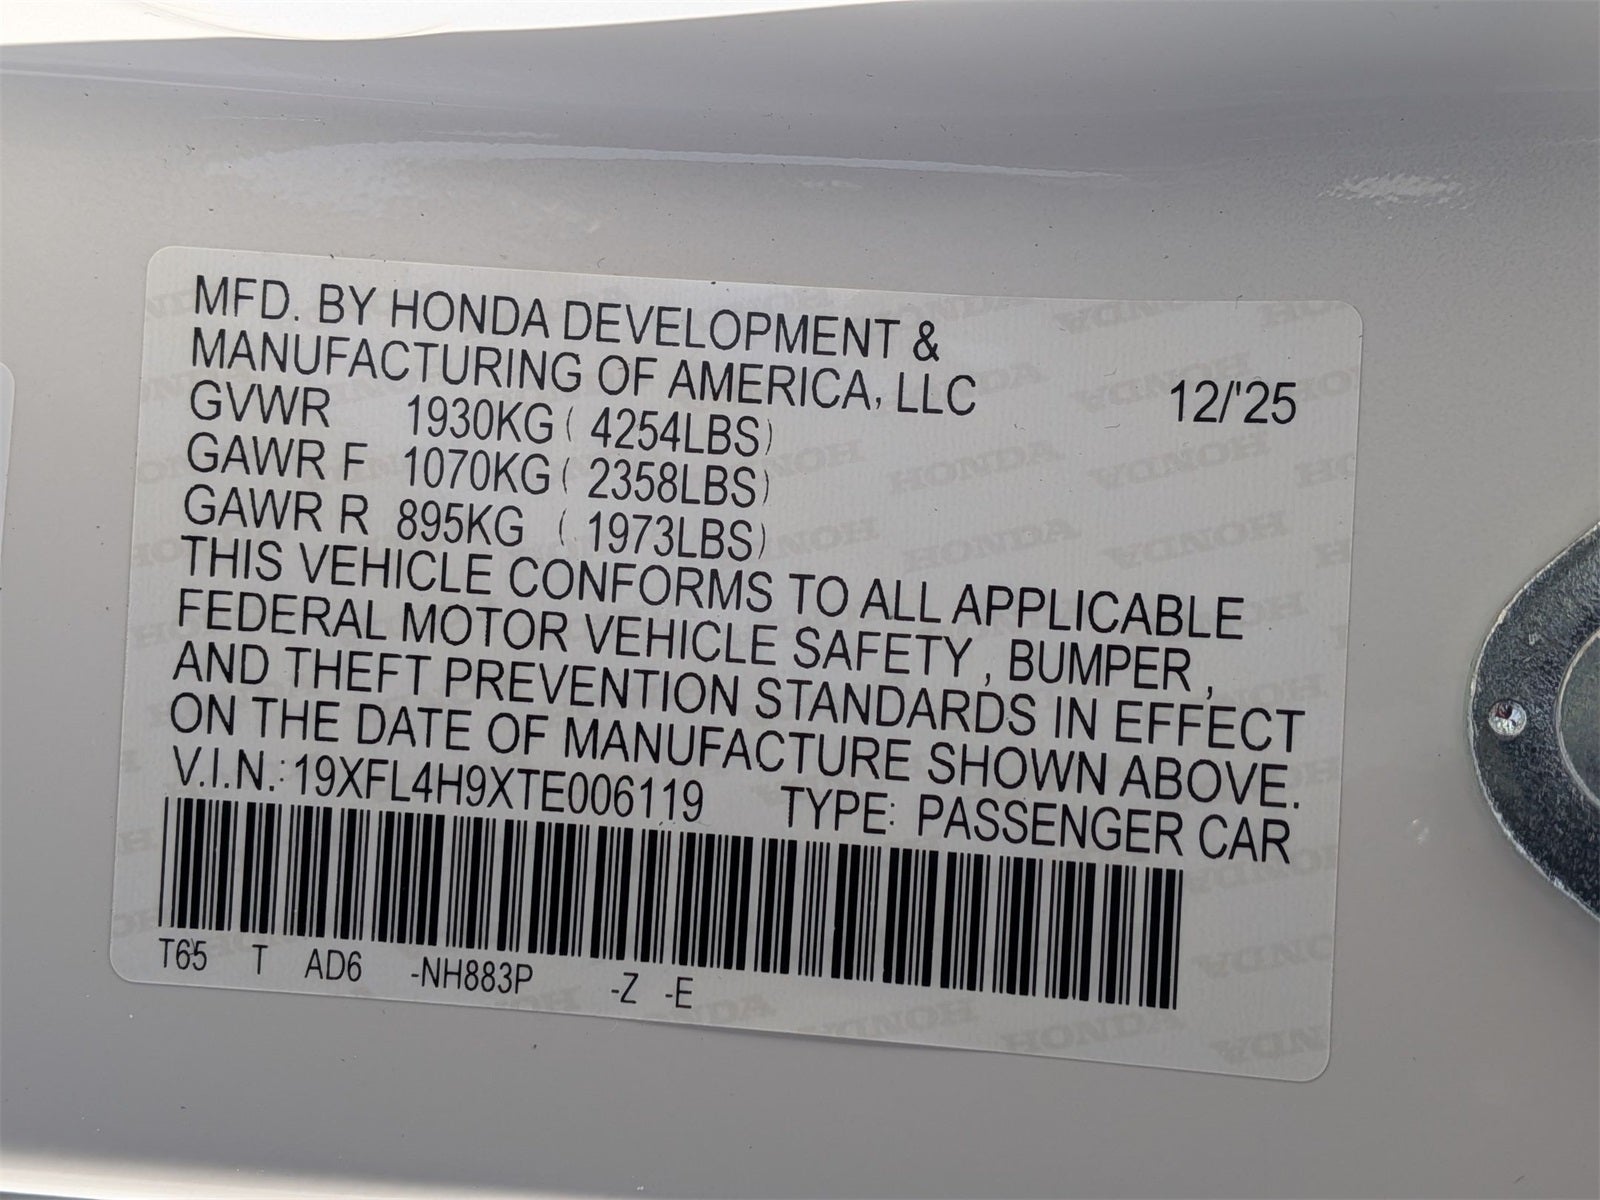 MFD. BY HONDA DEVELOPMENT &
MANUFACTURING OF AMERICA, LLC 12/'25
GVWR 1930KG ( 4254LBS)
GAWR F 1070KG ( 2358LBS)
GAWR R 895KG ( 1973LBS)
THIS VEHICLE CONFORMS TO ALL APPLICABLE
FEDERAL MOTOR VEHICLE SAFETY , BUMPER ,
AND THEFT PREVENTION STANDARDS IN EFFECT
ON THE DATE OF MANUFACTURE SHOWN ABOVE.
V.I.N.: 19XFL4H9XTE006119 TYPE: PASSENGER CAR
T65 T AD6 -NH883P -Z -E